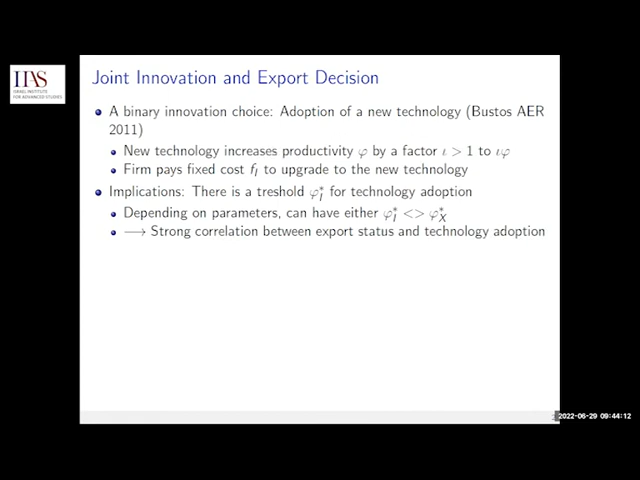 IIAS
ISRAEL INSTITUTE
FOR ADVANCED STUDIES
Joint Innovation and Export Decision
A binary innovation choice: Adoption of a new technology (Bustos AER
2011)
New technology increases productivity φ by a factor ι > 1 to ιφ
Firm pays fixed cost f_I to upgrade to the new technology
Implications: There is a treshold φ*_I for technology adoption
Depending on parameters, can have either φ*_I <> φ*_X
⟶ Strong correlation between export status and technology adoption
2022-06-29 09:44:12